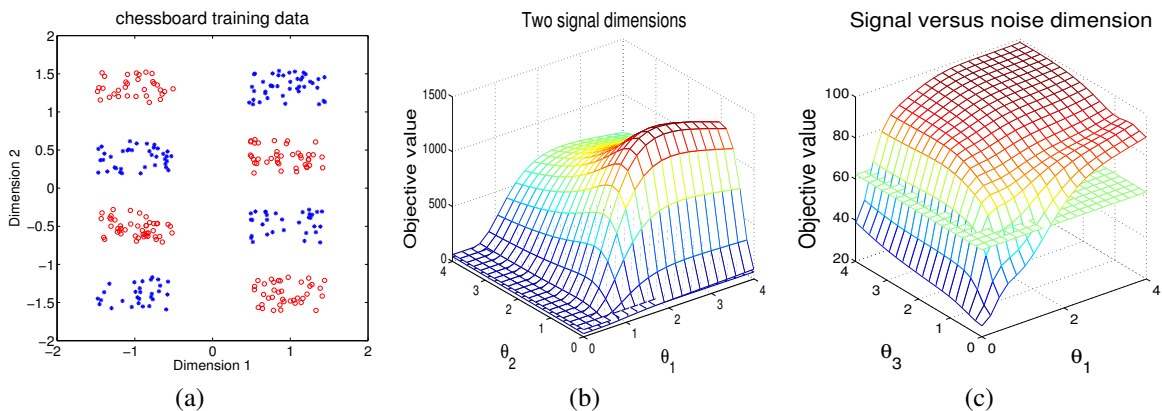 chessboard training data
2
1.5
1
0.5
0
−0.5
−1
−1.5
−2
−2 −1 0 1 2
Dimension 2
Dimension 1
(a)
Two signal dimensions
1500
1000
500
0
Objective value
4
3
2
1
0
θ2
0
1
2
3
4
θ1
(b)
Signal versus noise dimension
100
80
60
40
20
Objective value
4
3
2
1
0
θ3
0
2
4
θ1
(c)